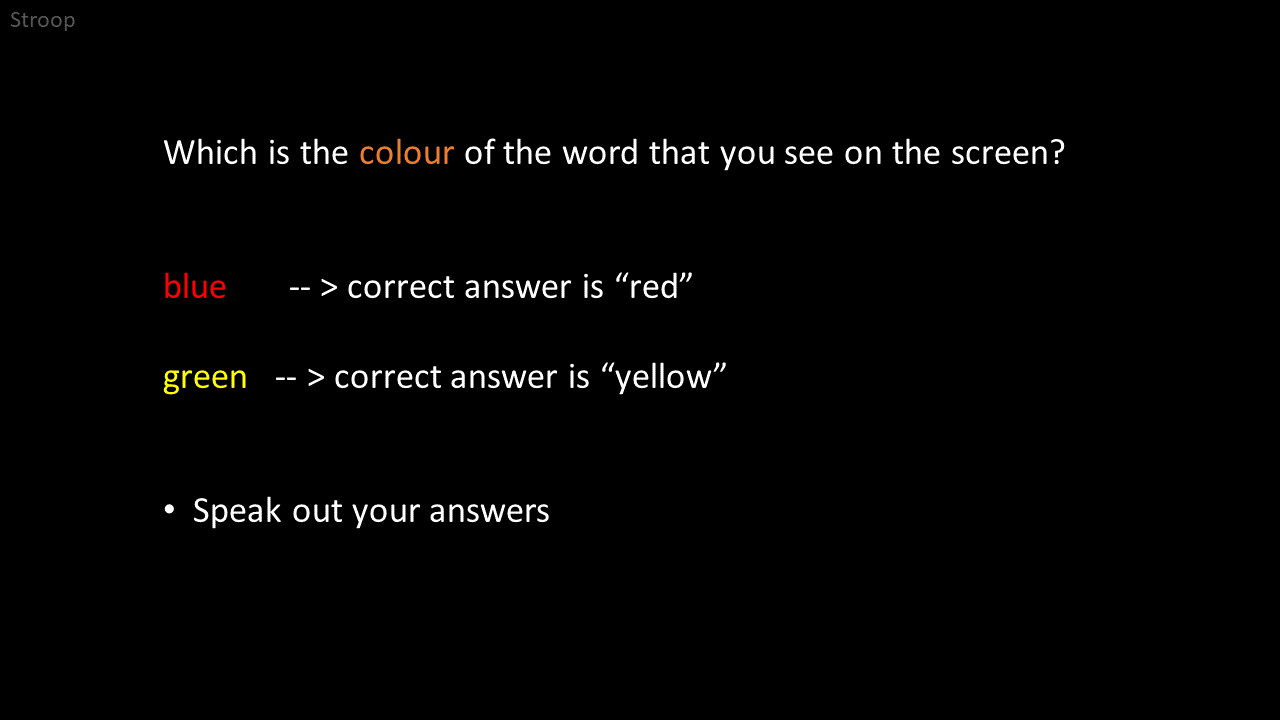 Stroop
Which is the colour of the word that you see on the screen?
blue -- > correct answer is “red”
green -- > correct answer is “yellow”
• Speak out your answers